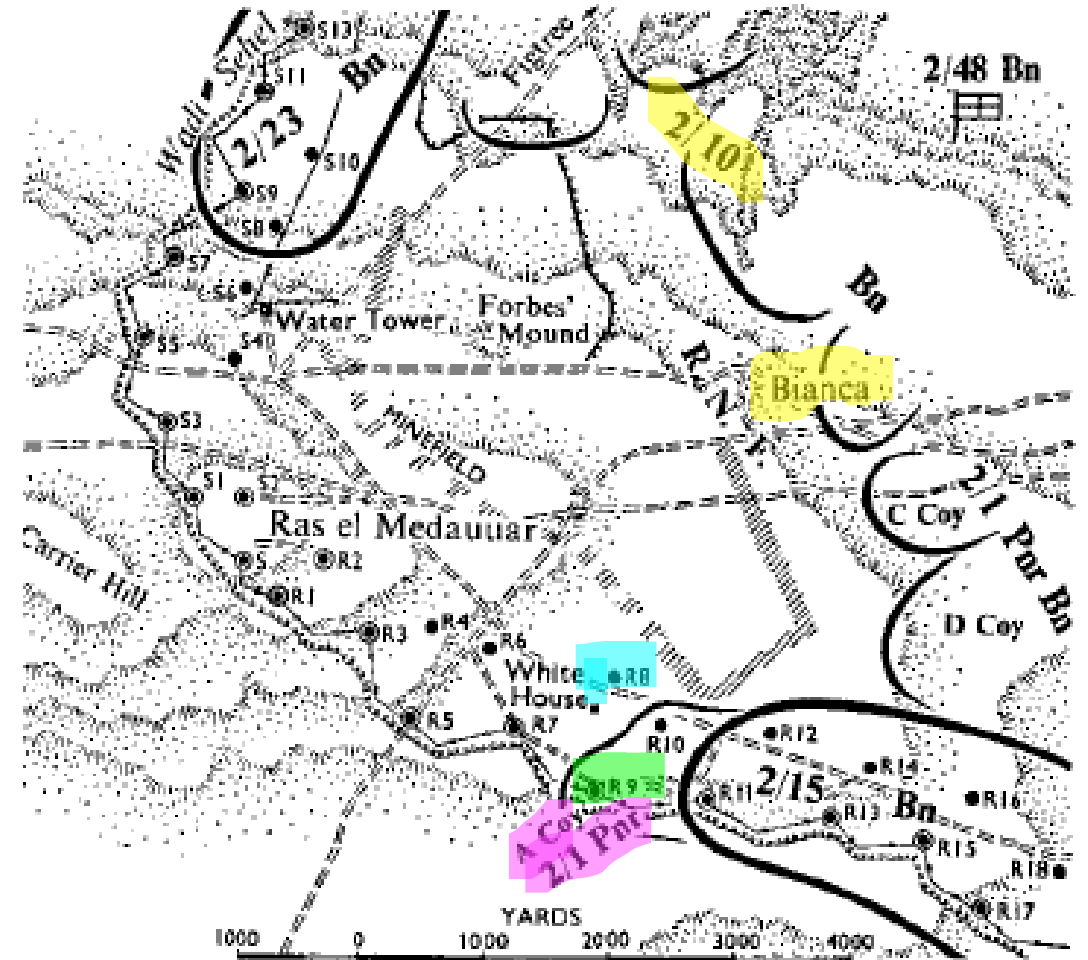 S13
Figtree
2/48 Bn
Wadi Sehel
S11
Bn
2/23
S10
2/10
S9
S8
S7
S6
Bn
Water Tower
Forbes'
Mound
S5
R.N.F.
Bianca
S3
MINEFIELD
S1
S2
2/1 Pnr Bn
C Coy
Ras el Medauuar
Carrier Hill
R2
R1
D Coy
R3
R4
R6
White
House
R8
R5
R7
R10
R12
R14
R9
R11
2/15 Bn
R16
R13
A Coy
2/1 Pnr
R15
R18
R17
YARDS
1000 0 1000 2000 3000 4000